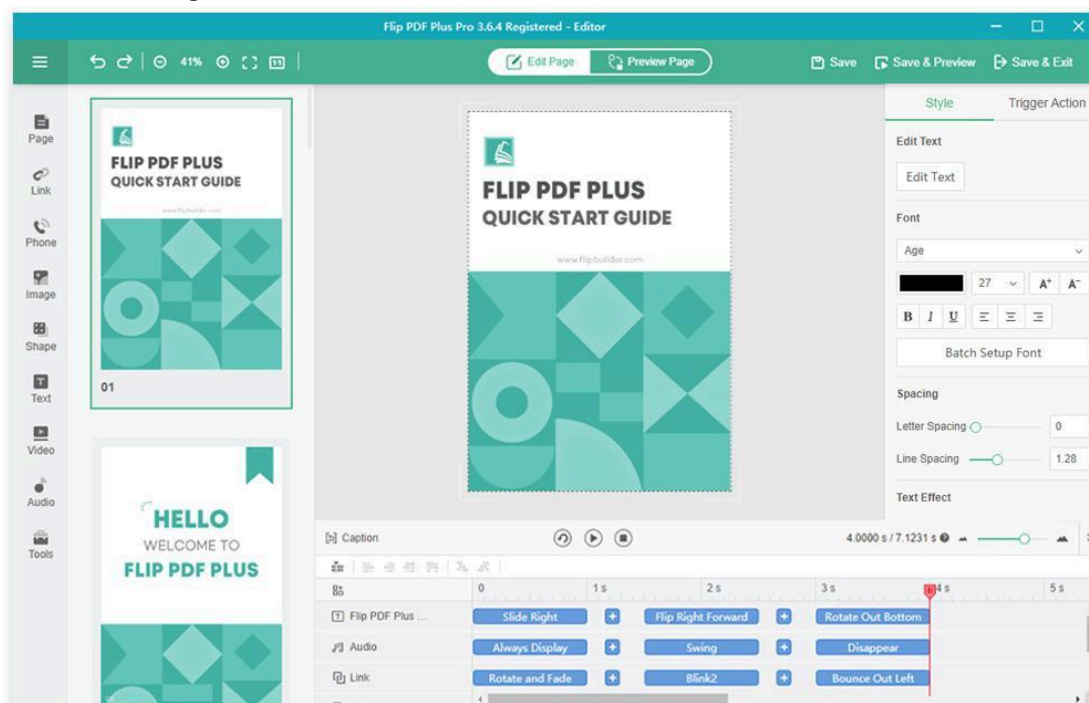 Flip PDF Plus Pro 3.6.4 Registered - Editor
41%
Edit Page
Preview Page
Save
Save & Preview
Save & Exit
Page
Link
Phone
Image
Shape
Text
Video
Audio
Tools
FLIP PDF PLUS
QUICK START GUIDE
www.flipbuilder.com
01
HELLO
WELCOME TO
FLIP PDF PLUS
FLIP PDF PLUS
QUICK START GUIDE
www.flipbuilder.com
Style Trigger Action
Edit Text
Edit Text
Font
Age
27 A+ A-
B I U
Batch Setup Font
Spacing
Letter Spacing 0
Line Spacing 1.28
Text Effect
Caption
4.0000 s / 7.1231 s
0 1 s 2 s 3 s 4 s 5 s
Flip PDF Plus ... Slide Right + Flip Right Forward + Rotate Out Bottom
Audio Always Display + Swing + Disappear
Link Rotate and Fade + Blink2 + Bounce Out Left